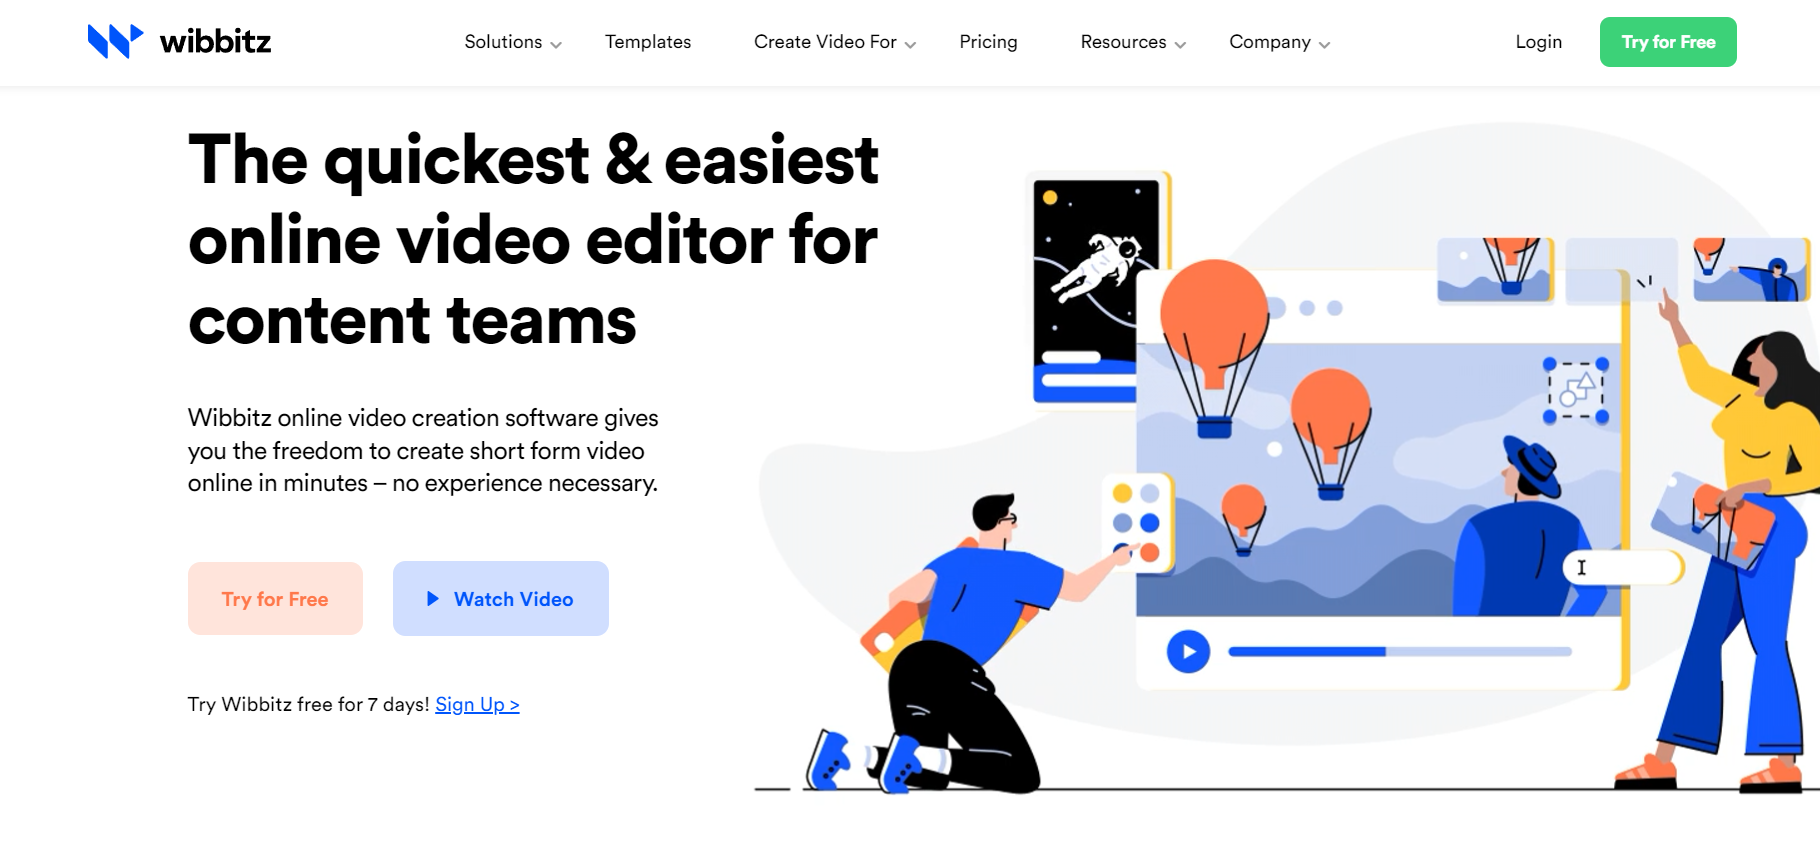 wibbitz
Solutions
Templates
Create Video For
Pricing
Resources
Company
Login
Try for Free
The quickest & easiest
online video editor for
content teams
Wibbitz online video creation software gives
you the freedom to create short form video
online in minutes – no experience necessary.
Try for Free
Watch Video
Try Wibbitz free for 7 days! Sign Up >